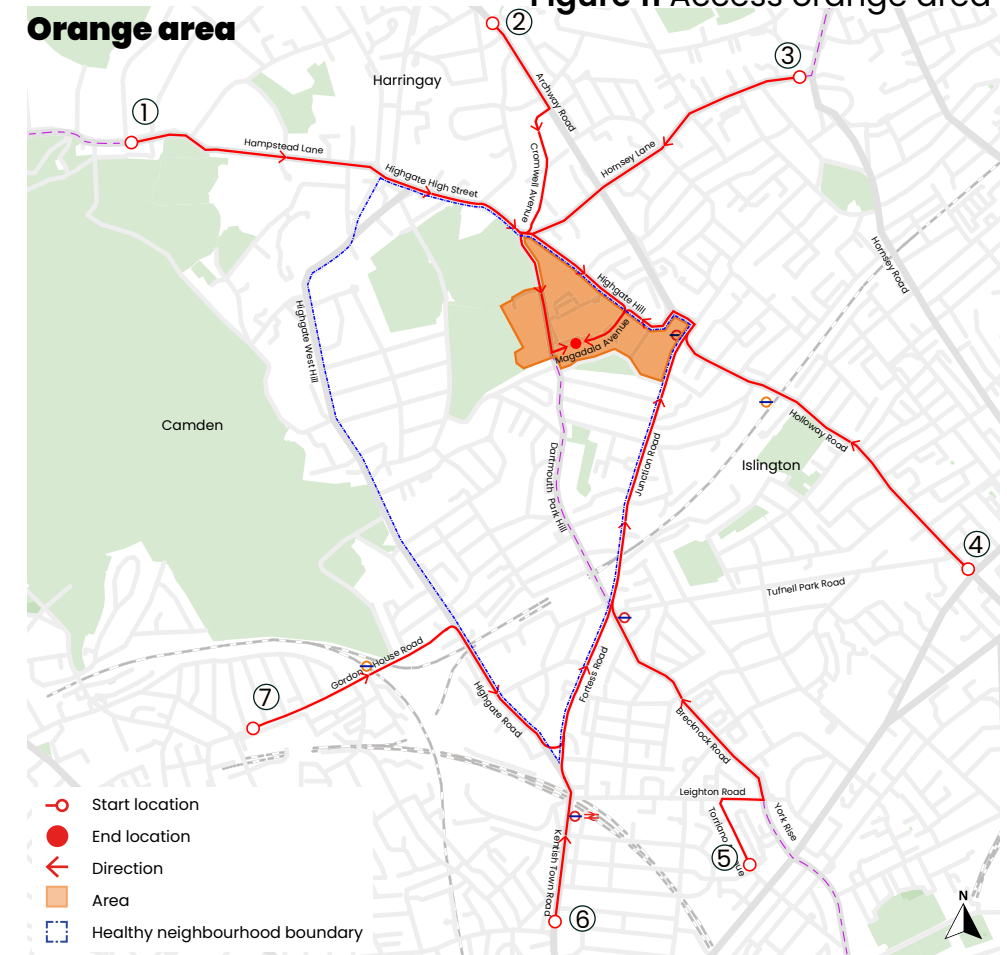 Figure 1: Access orange area
Orange area
2
3
Harringay
1
Archway Road
Hampstead Lane
Hornsey Lane
Cromwell Avenue
Highgate High Street
Hornsey Road
Highgate Hill
Highgate West Hill
Magadala Avenue
Camden
Holloway Road
Islington
Junction Road
Dartmouth Park Hill
4
Tufnell Park Road
Gordon House Road
Fortess Road
7
Highgate Road
Brecknock Road
Leighton Road
York Rise
5
Kentish Town Road
6
Start location
End location
Direction
Area
Healthy neighbourhood boundary
N